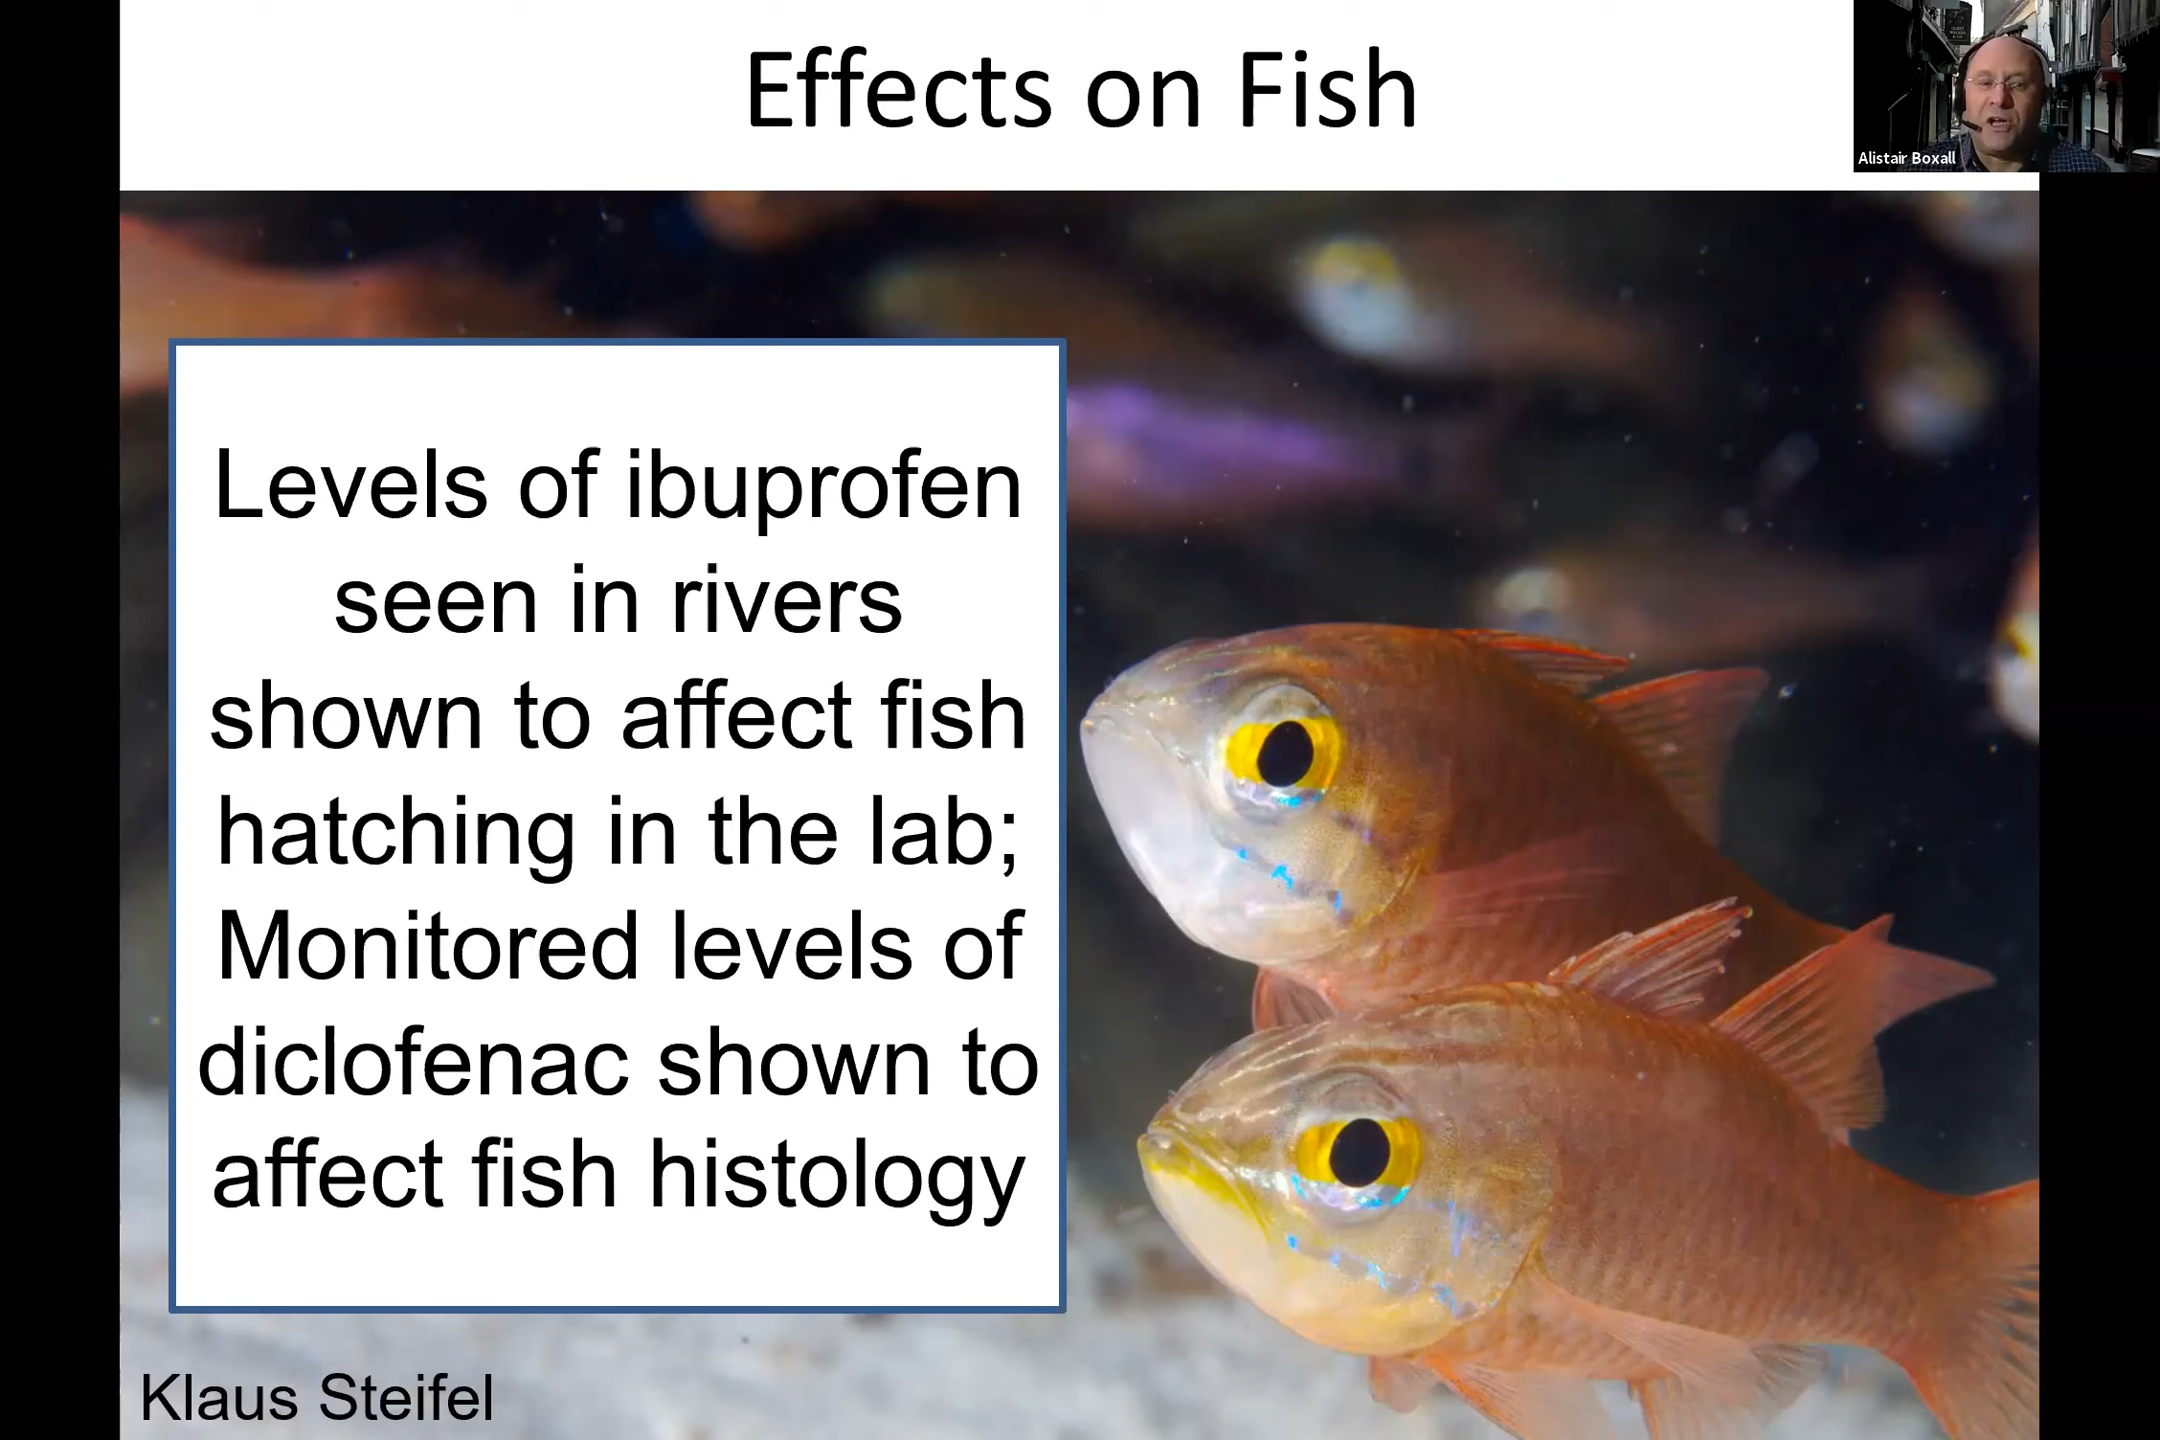 Effects on Fish
Alistair Boxall
Levels of ibuprofen
seen in rivers
shown to affect fish
hatching in the lab;
Monitored levels of
diclofenac shown to
affect fish histology
Klaus Steifel